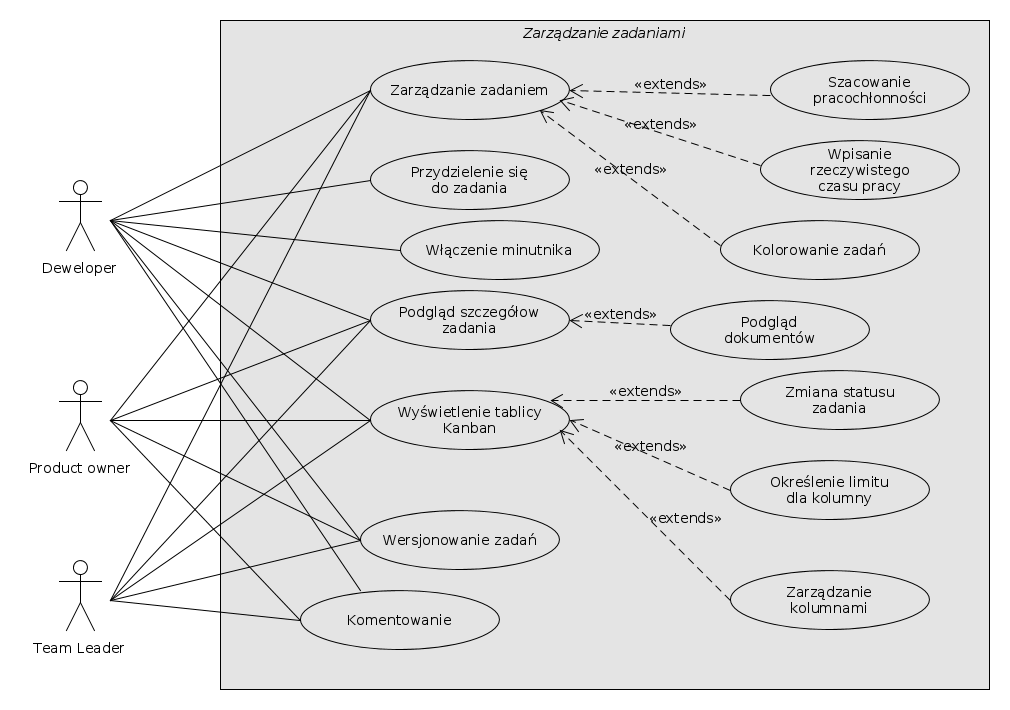 Zarządzanie zadaniami
Zarządzanie zadaniem
«extends»
Szacowanie
pracochłonności
«extends»
Wpisanie
rzeczywistego
czasu pracy
Przydzielenie się
do zadania
«extends»
Włączenie minutnika
Kolorowanie zadań
Deweloper
Podgląd szczegółow
zadania
«extends»
Podgląd
dokumentów
Wyświetlenie tablicy
Kanban
«extends»
Zmiana statusu
zadania
«extends»
Product owner
Określenie limitu
dla kolumny
«extends»
Wersjonowanie zadań
Zarządzanie
kolumnami
Komentowanie
Team Leader